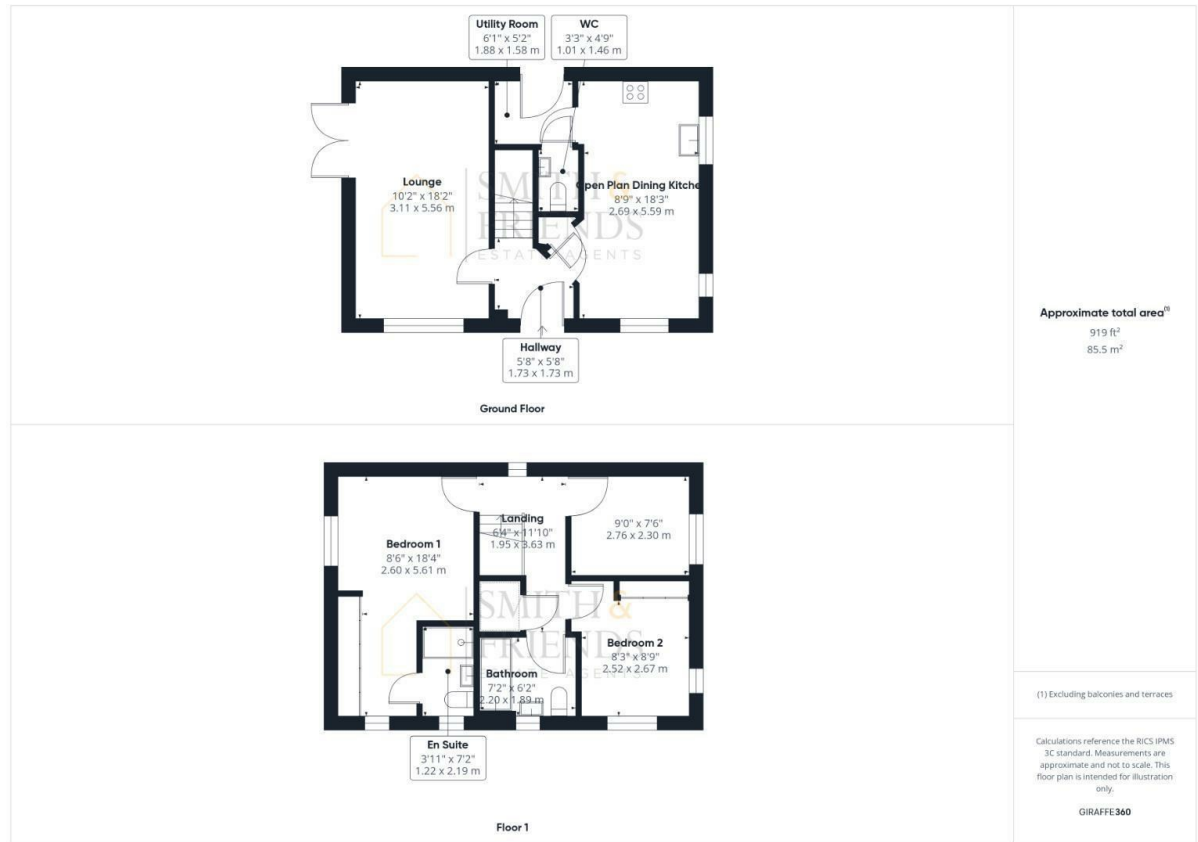 Utility Room
6'1" x 5'2"
1.88 x 1.58 m
WC
3'3" x 4'9"
1.01 x 1.46 m
Lounge
10'2" x 18'2"
3.11 x 5.56 m
Open Plan Dining Kitche
8'9" x 18'3"
2.69 x 5.59 m
SMITH &
FRIENDS
ESTATE AGENTS
Hallway
5'8" x 5'8"
1.73 x 1.73 m
Ground Floor
Landing
6'4" x 11'10"
1.95 x 3.63 m
9'0" x 7'6"
2.76 x 2.30 m
Bedroom 1
8'6" x 18'4"
2.60 x 5.61 m
SMITH &
FRIENDS
ESTATE AGENTS
Bedroom 2
8'3" x 8'9"
2.52 x 2.67 m
Bathroom
7'2" x 6'2"
2.20 x 1.89 m
En Suite
3'11" x 7'2"
1.22 x 2.19 m
Floor 1
Approximate total area(1)
919 ft²
85.5 m²
(1) Excluding balconies and terraces
Calculations reference the RICS IPMS
3C standard. Measurements are
approximate and not to scale. This
floor plan is intended for illustration
only.
GIRAFFE360